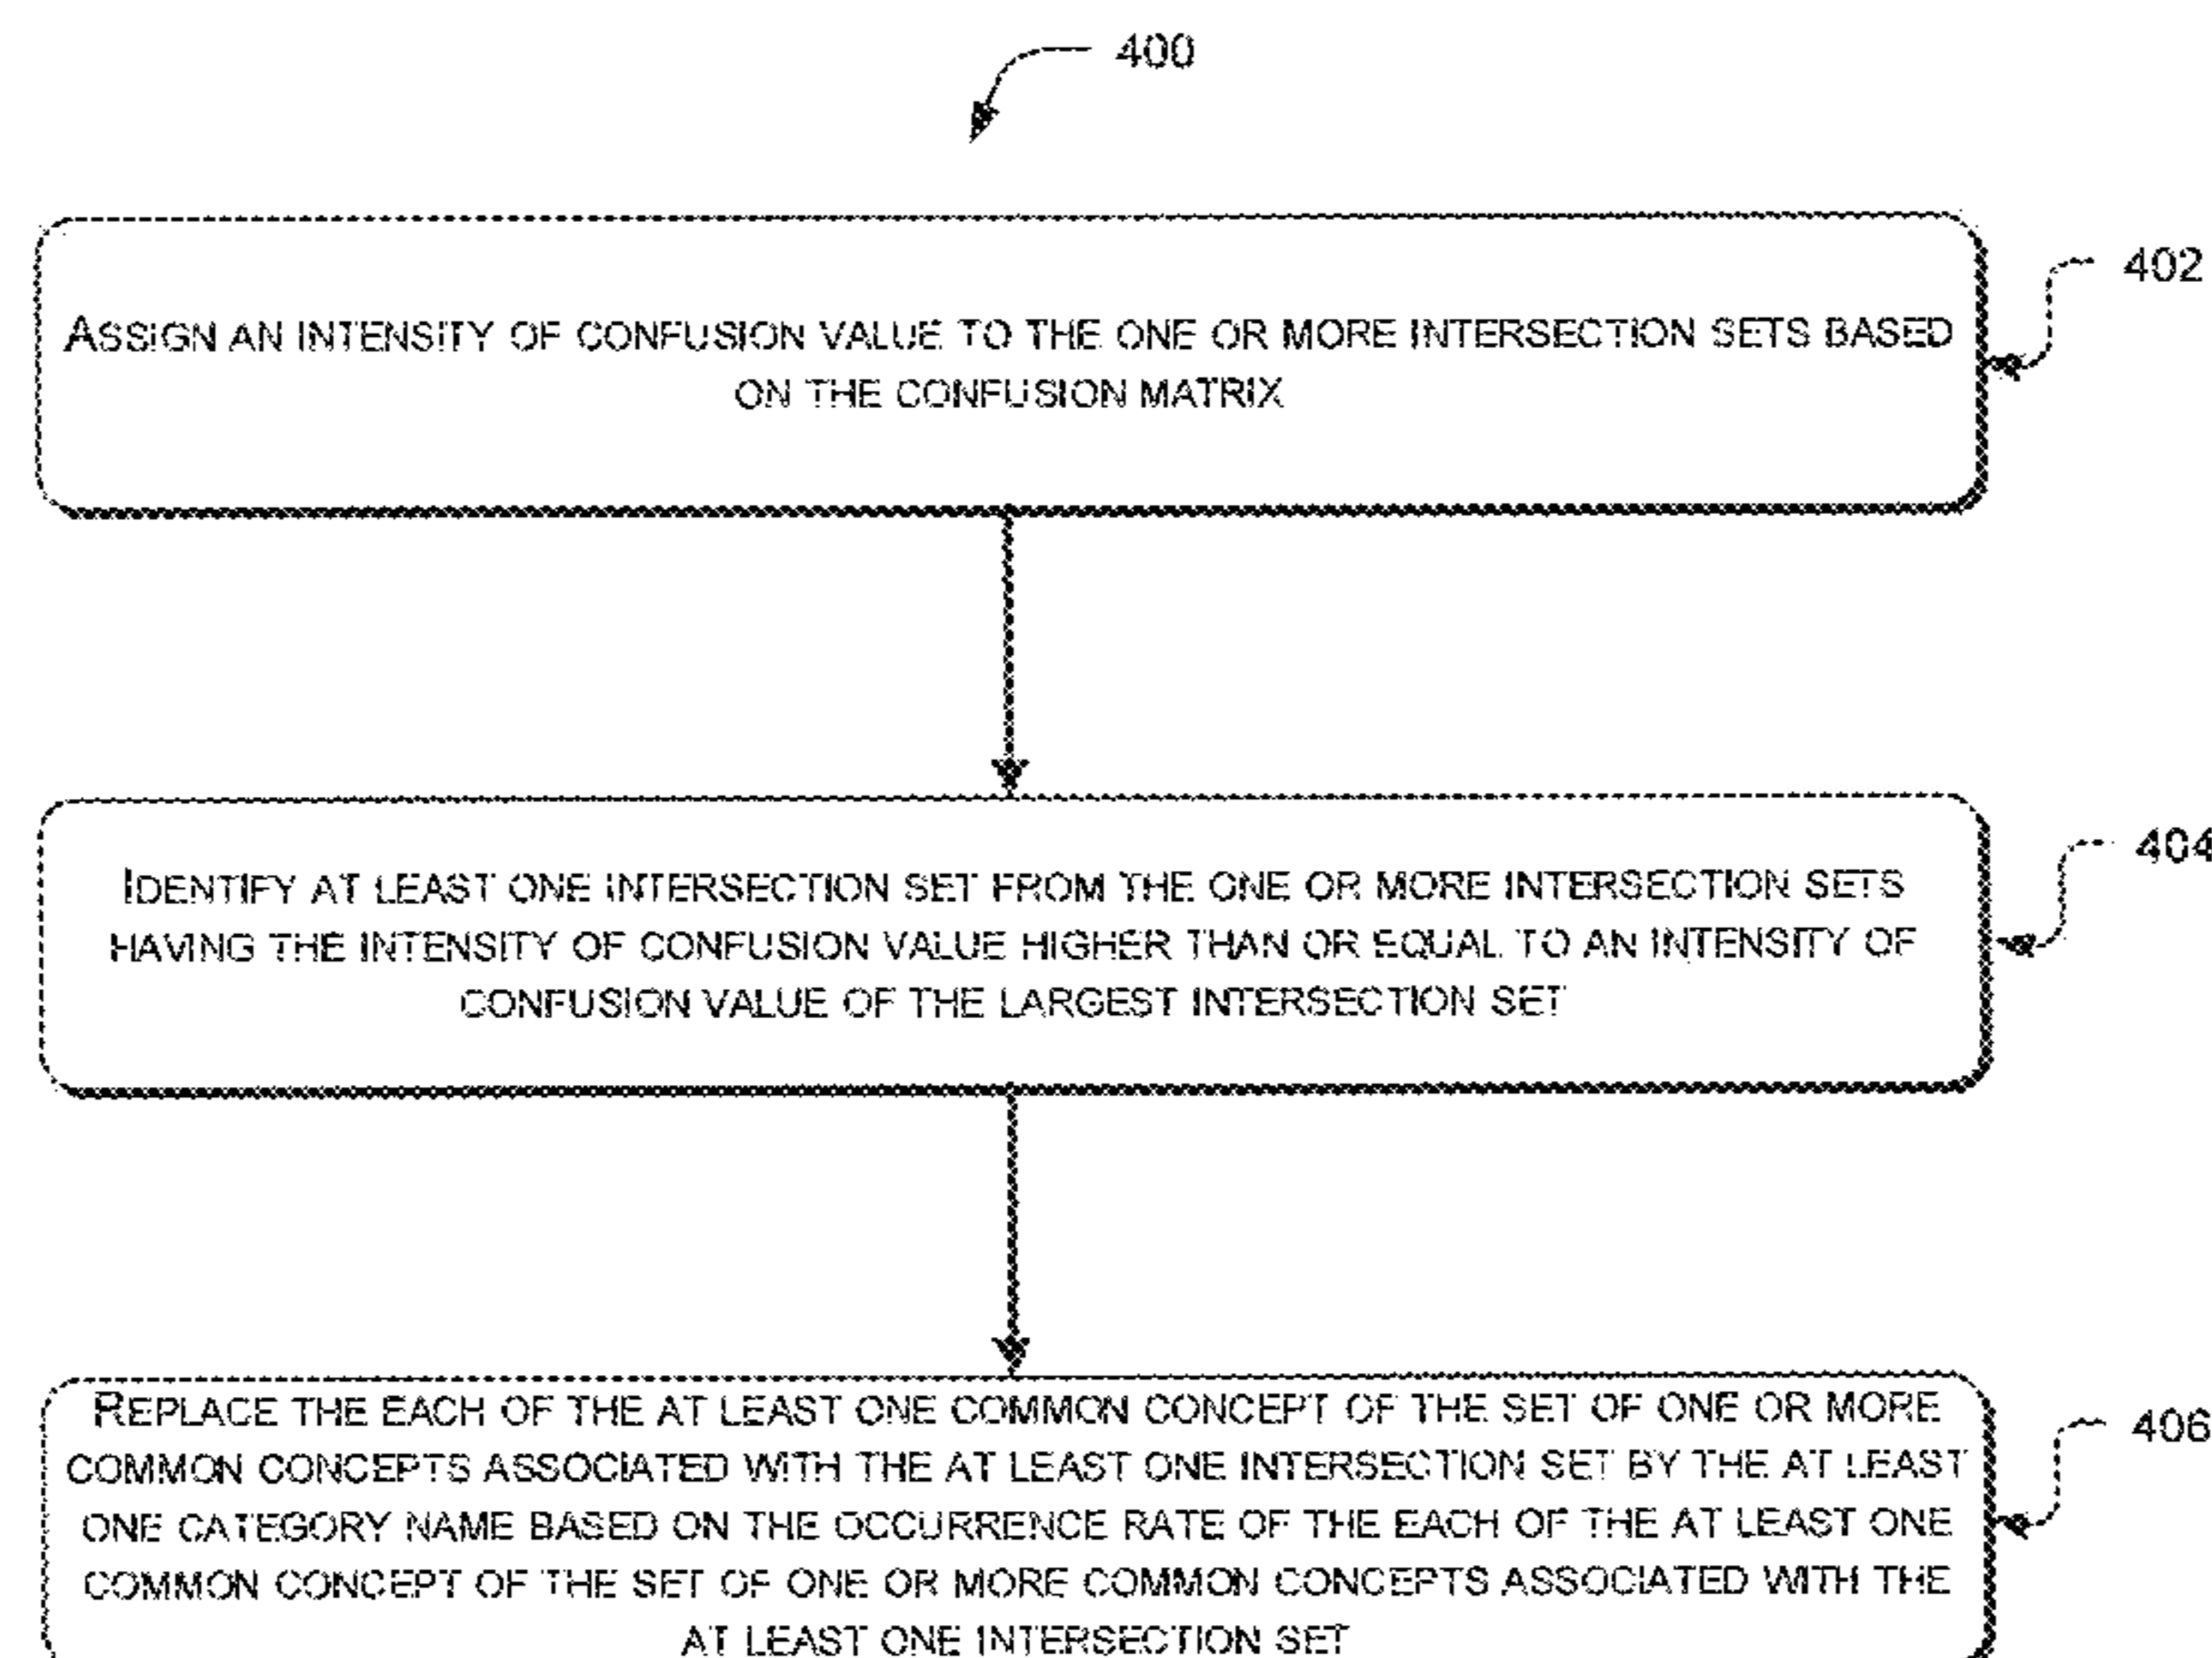 400
402
ASSIGN AN INTENSITY OF CONFUSION VALUE TO THE ONE OR MORE INTERSECTION SETS BASED
ON THE CONFUSION MATRIX
404
IDENTIFY AT LEAST ONE INTERSECTION SET FROM THE ONE OR MORE INTERSECTION SETS
HAVING THE INTENSITY OF CONFUSION VALUE HIGHER THAN OR EQUAL TO AN INTENSITY OF
CONFUSION VALUE OF THE LARGEST INTERSECTION SET
406
REPLACE THE EACH OF THE AT LEAST ONE COMMON CONCEPT OF THE SET OF ONE OR MORE
COMMON CONCEPTS ASSOCIATED WITH THE AT LEAST ONE INTERSECTION SET BY THE AT LEAST
ONE CATEGORY NAME BASED ON THE OCCURRENCE RATE OF THE EACH OF THE AT LEAST ONE
COMMON CONCEPT OF THE SET OF ONE OR MORE COMMON CONCEPTS ASSOCIATED WITH THE
AT LEAST ONE INTERSECTION SET